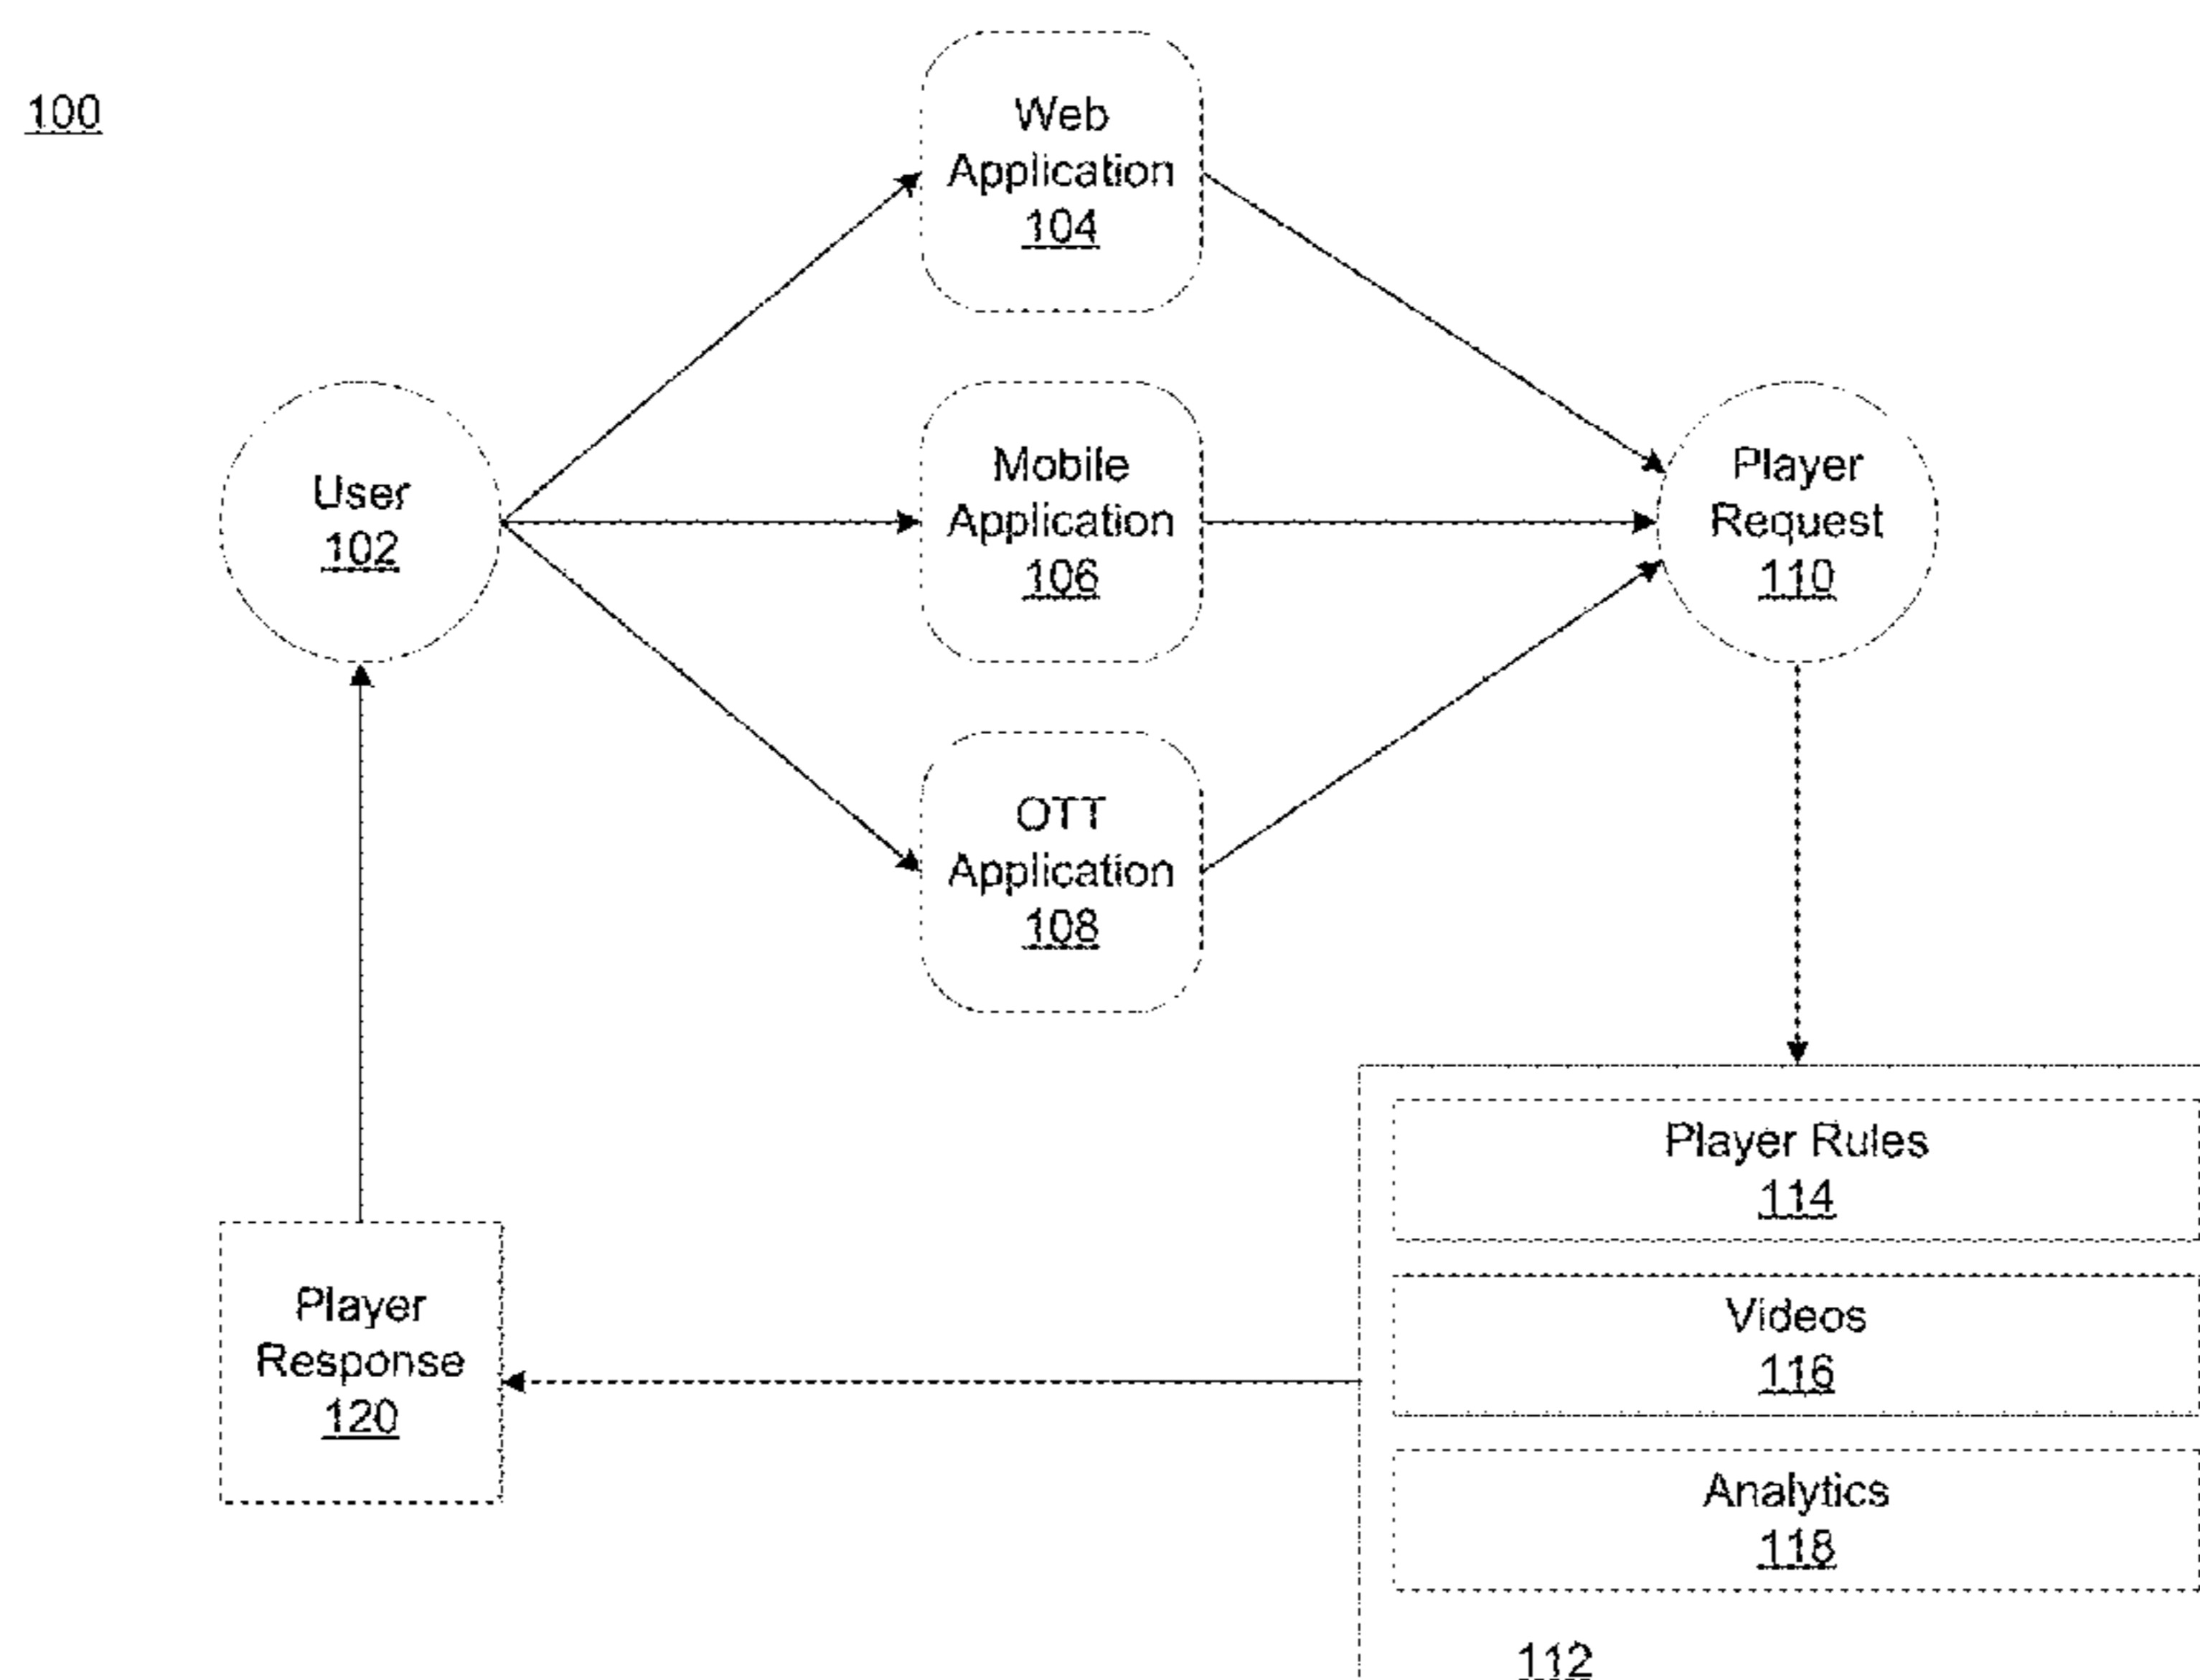 100
Web
Application
104
User
102
Mobile
Application
106
Player
Request
110
OTT
Application
108
Player Rules
114
Videos
116
Analytics
118
112
Player
Response
120